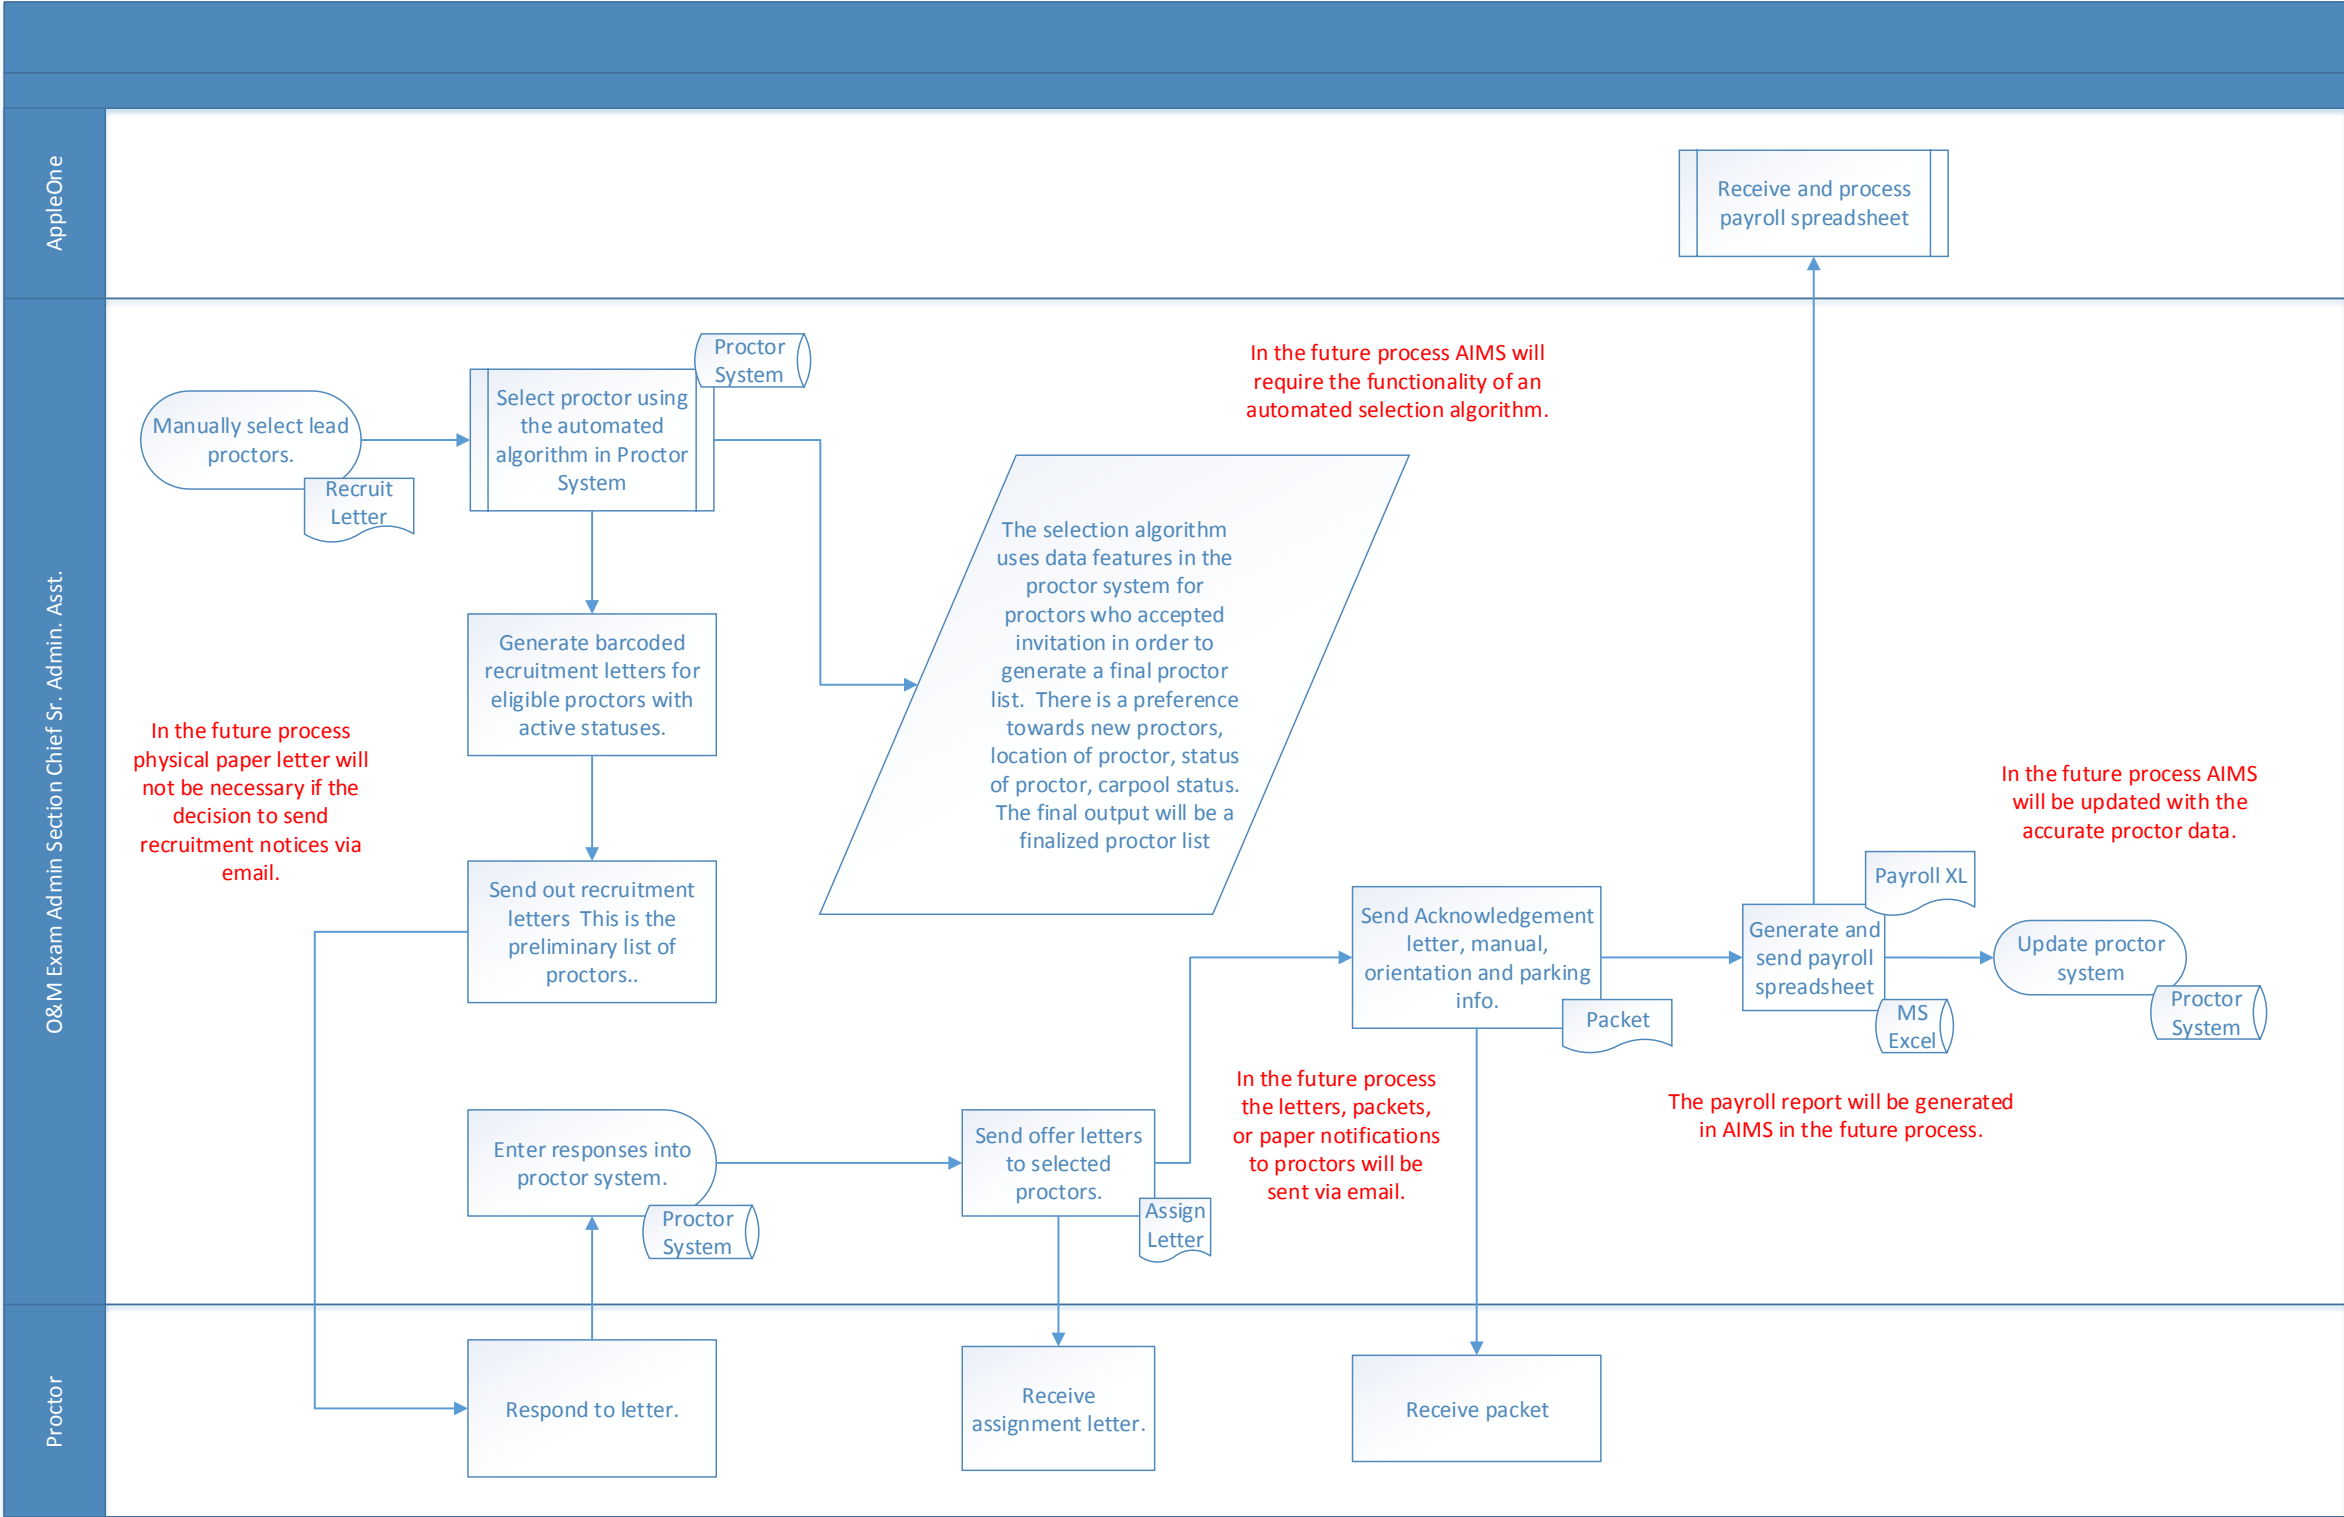 AppleOne
Receive and process
payroll spreadsheet
O&M Exam Admin Section Chief Sr. Admin. Asst.
Manually select lead
proctors.
Recruit
Letter
Select proctor using
the automated
algorithm in Proctor
System
Proctor
System
In the future process AIMS will
require the functionality of an
automated selection algorithm.
The selection algorithm
uses data features in the
proctor system for
proctors who accepted
invitation in order to
generate a final proctor
list.  There is a preference
towards new proctors,
location of proctor, status
of proctor, carpool status.
The final output will be a
finalized proctor list
Generate barcoded
recruitment letters for
eligible proctors with
active statuses.
In the future process
physical paper letter will
not be necessary if the
decision to send
recruitment notices via
email.
Send out recruitment
letters  This is the
preliminary list of
proctors..
Send Acknowledgement
letter, manual,
orientation and parking
info.
Packet
Payroll XL
Generate and
send payroll
spreadsheet
MS
Excel
In the future process AIMS
will be updated with the
accurate proctor data.
Update proctor
system
Proctor
System
Enter responses into
proctor system.
Proctor
System
Send offer letters
to selected
proctors.
Assign
Letter
In the future process
the letters, packets,
or paper notifications
to proctors will be
sent via email.
The payroll report will be generated
in AIMS in the future process.
Proctor
Respond to letter.
Receive
assignment letter.
Receive packet